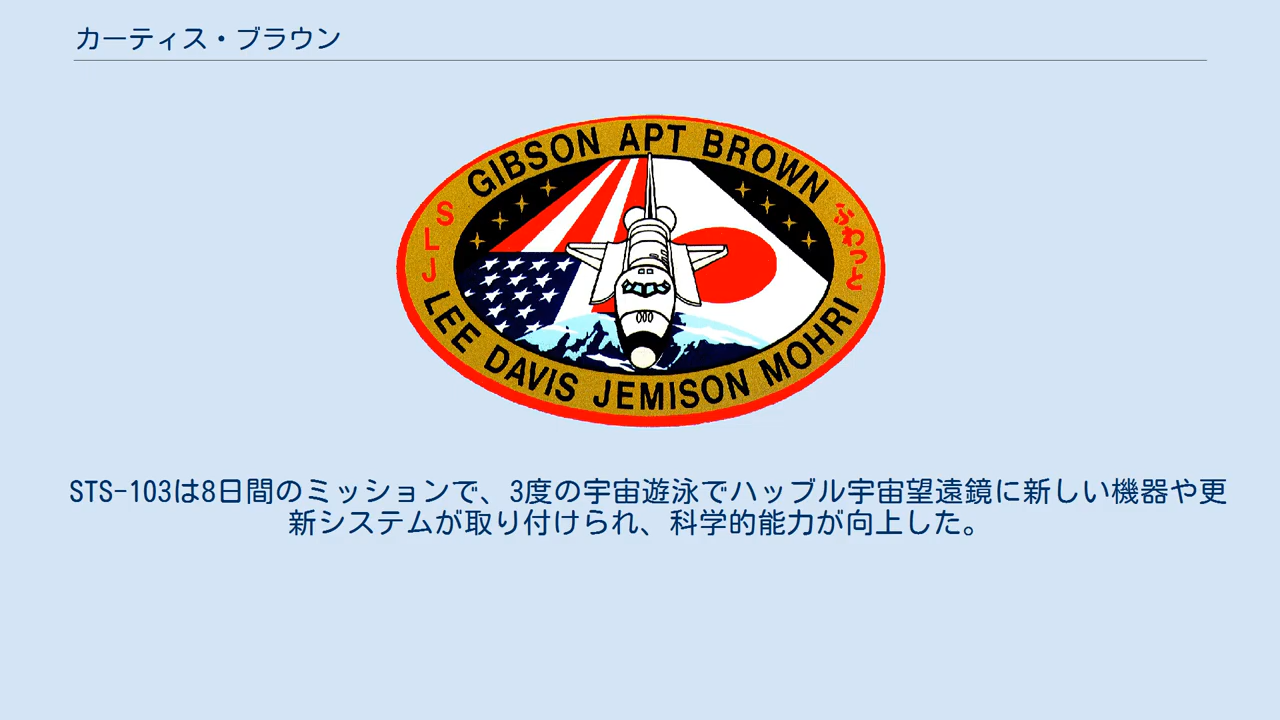 カーティス・ブラウン
GIBSON APT BROWN
SLJ
ふわっと
LEE DAVIS JEMISON MOHRI
STS-103は8日間のミッションで、3度の宇宙遊泳でハッブル宇宙望遠鏡に新しい機器や更
新システムが取り付けられ、科学的能力が向上した。